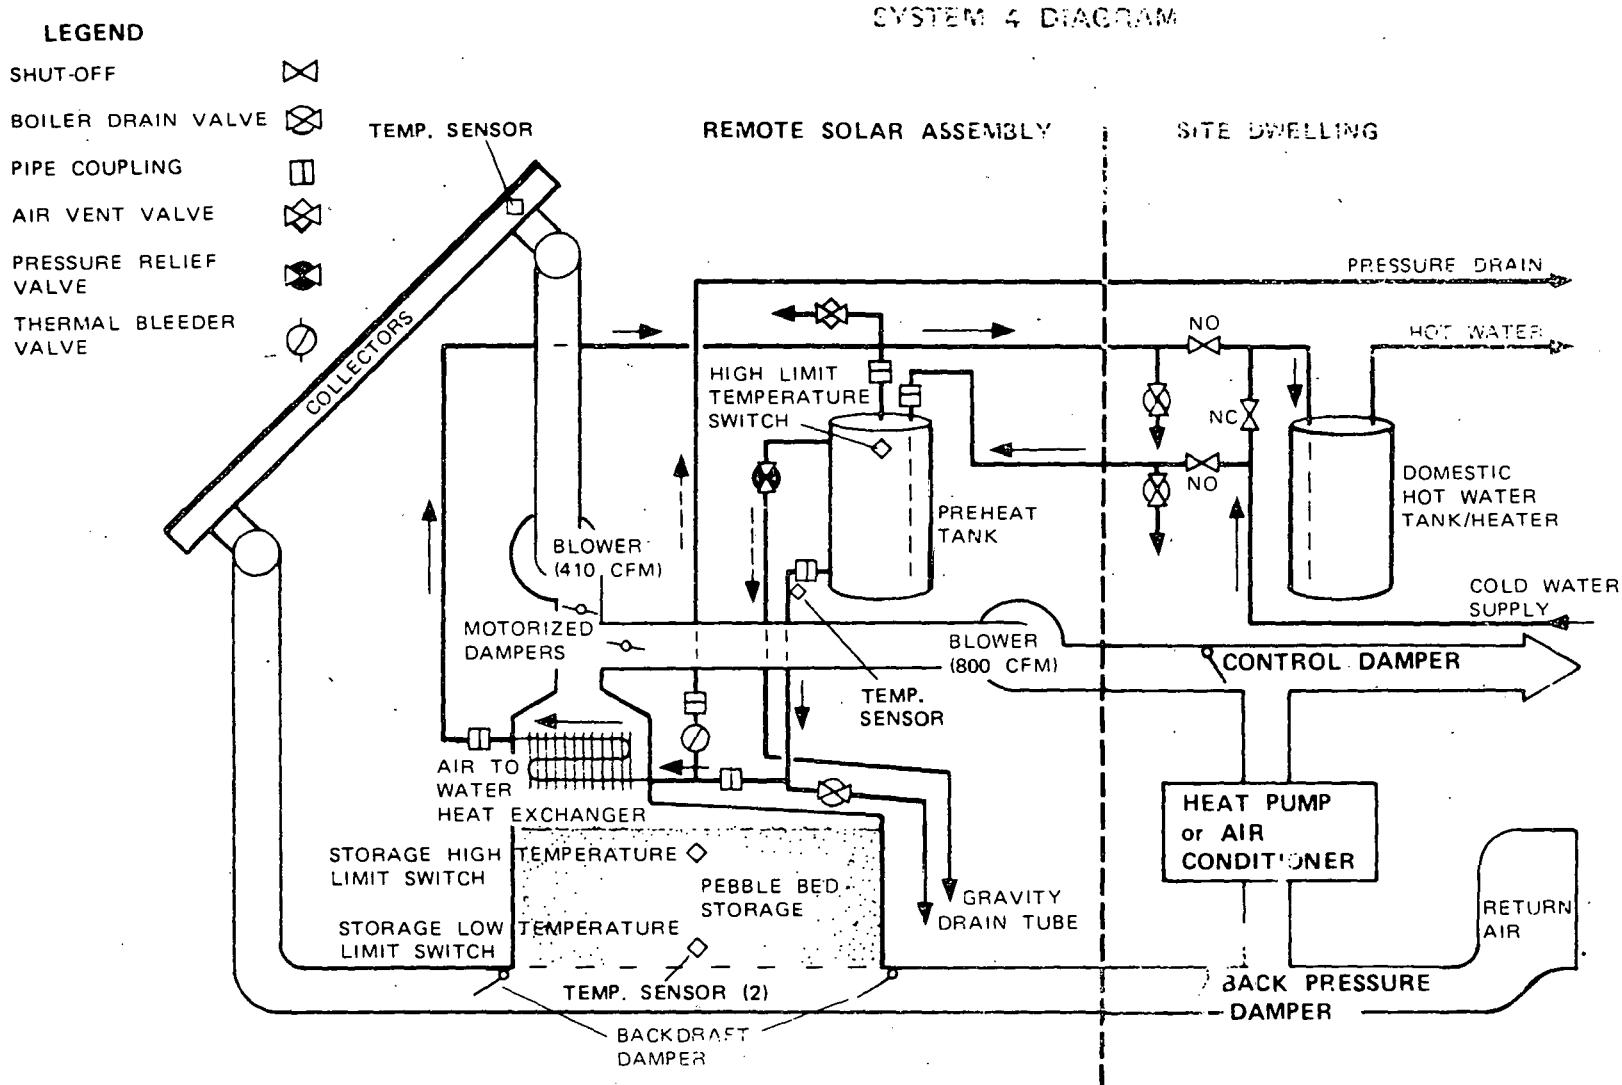 SYSTEM 4 DIAGRAM
LEGEND
SHUT-OFF
BOILER DRAIN VALVE
PIPE COUPLING
AIR VENT VALVE
PRESSURE RELIEF
VALVE
THERMAL BLEEDER
VALVE
TEMP. SENSOR
REMOTE SOLAR ASSEMBLY
SITE DWELLING
COLLECTORS
PRESSURE DRAIN
NO
HOT WATER
HIGH LIMIT
TEMPERATURE
SWITCH
NC
NO
DOMESTIC
HOT WATER
TANK/HEATER
PREHEAT
TANK
BLOWER
(410 CFM)
COLD WATER
SUPPLY
MOTORIZED
DAMPERS
BLOWER
(800 CFM)
CONTROL DAMPER
TEMP.
SENSOR
AIR TO
WATER
HEAT EXCHANGER
HEAT PUMP
or AIR
CONDITIONER
STORAGE HIGH TEMPERATURE
LIMIT SWITCH
PEBBLE BED
STORAGE
GRAVITY
DRAIN TUBE
RETURN
AIR
STORAGE LOW TEMPERATURE
LIMIT SWITCH
TEMP. SENSOR (2)
BACK PRESSURE
DAMPER
BACKDRAFT
DAMPER